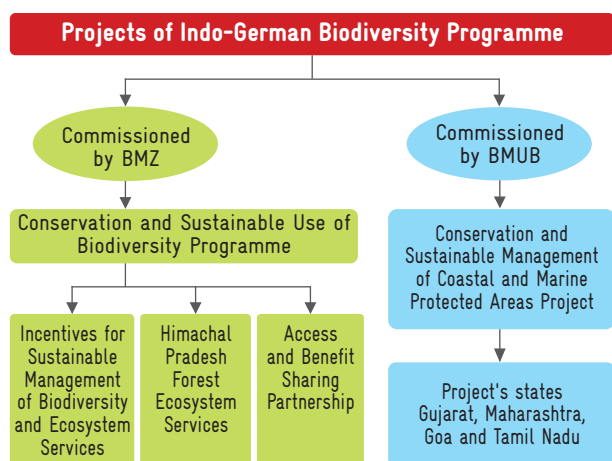 Projects of Indo-German Biodiversity Programme
Commissioned
by BMZ
Commissioned
by BMUB
Conservation and Sustainable Use of
Biodiversity Programme
Conservation and
Sustainable Management
of Coastal and Marine
Protected Areas Project
Incentives for
Sustainable
Management
of Biodiversity
and Ecosystem
Services
Himachal
Pradesh
Forest
Ecosystem
Services
Access
and Benefit
Sharing
Partnership
Project's states
Gujarat, Maharashtra,
Goa and Tamil Nadu